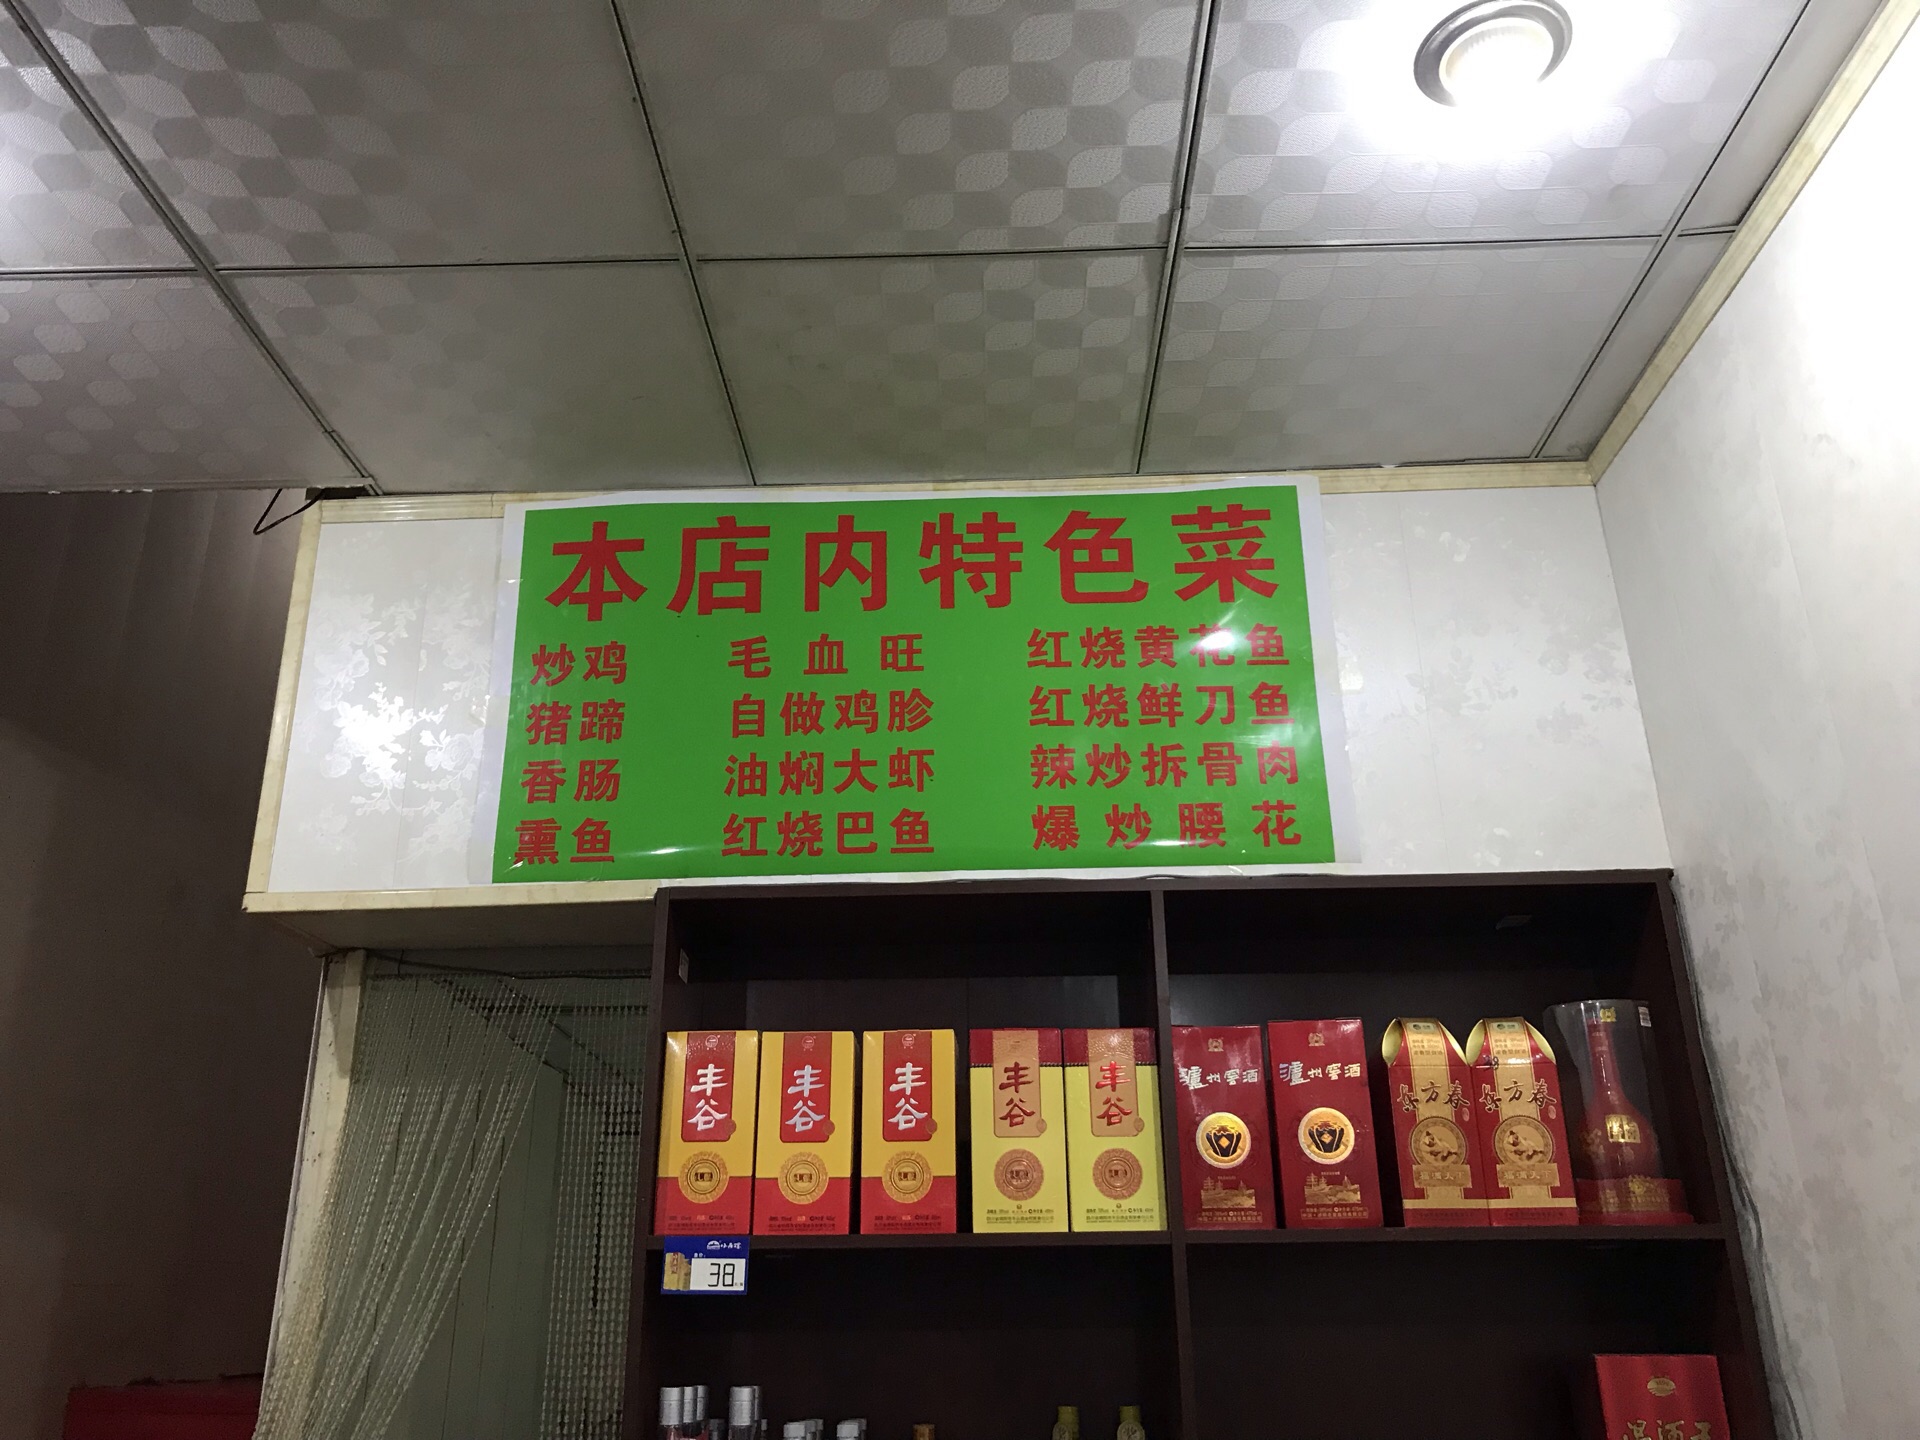 本店内特色菜
炒鸡 毛血旺 红烧黄花鱼
猪蹄 自做鸡胗 红烧鲜刀鱼
香肠 油焖大虾 辣炒拆骨肉
熏鱼 红烧巴鱼 爆炒腰花
丰谷
丰谷
丰谷
丰谷
丰谷
泸州窖酒
泸州窖酒
东方春
东方春
38